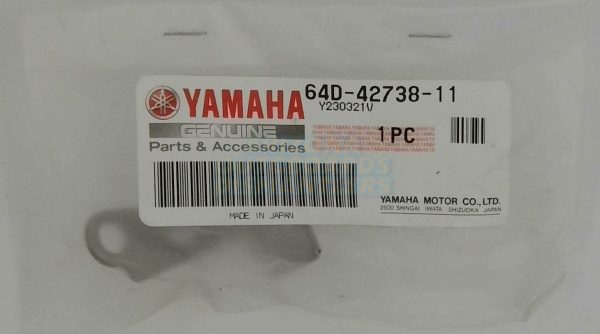 YAMAHA
GENUINE
Parts & Accessories
64D-42738-11
Y230321V
1PC
MADE IN JAPAN
YAMAHA MOTOR CO.,LTD.
2500 SHINGAI IWATA SHIZUOKA JAPAN